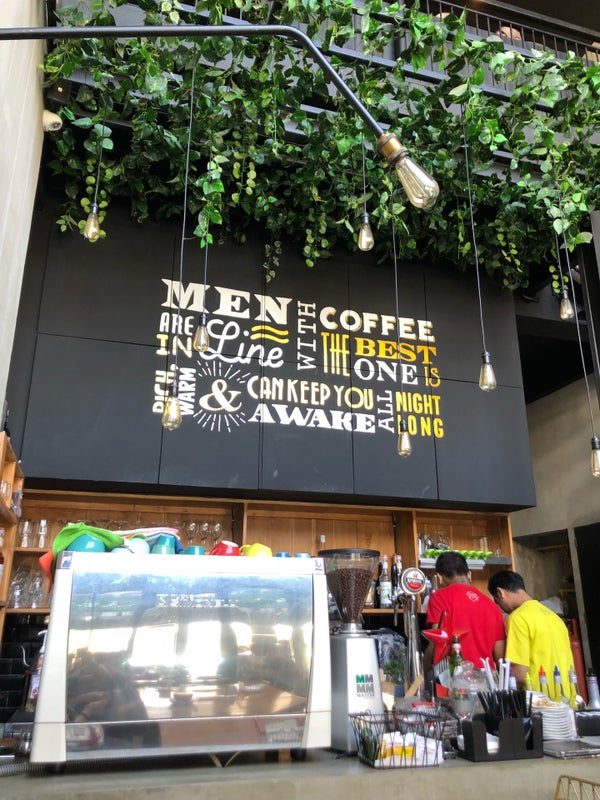 MEN
ARE
IN
Line
WITH
COFFEE
THE
BEST
ONE IS
RICH,
WARM
&
CAN KEEP YOU
AWAKE
ALL
NIGHT
LONG